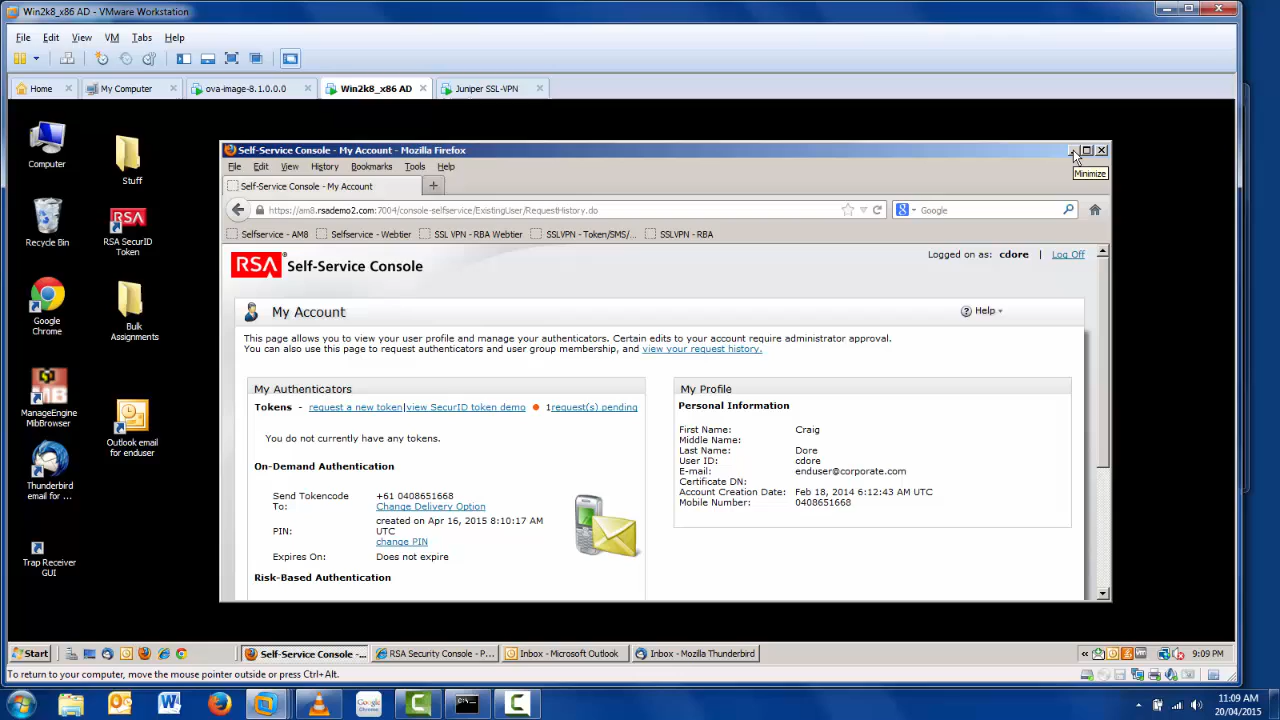 Win2k8_x86 AD - VMware Workstation
File Edit View VM Tabs Help
Home My Computer ova-image-8.1.0.0.0 Win2k8_x86 AD Juniper SSL-VPN
Computer
Stuff
Recycle Bin
RSA
RSA SecurID
Token
Google
Chrome
Bulk
Assignments
ManageEngine
MibBrowser
Outlook email
for enduser
Thunderbird
email for ...
Trap Receiver
GUI
Self-Service Console - My Account - Mozilla Firefox
Minimize
File Edit View History Bookmarks Tools Help
Self-Service Console - My Account
https://am8.rsademo2.com:7004/console-selfservice/ExistingUser/RequestHistory.do
Google
Selfservice - AM8 Selfservice - Webtier SSL VPN - RBA Webtier SSLVPN - Token/SMS/... SSLVPN - RBA
RSA Self-Service Console
Logged on as: cdore | Log Off
My Account
Help
This page allows you to view your user profile and manage your authenticators. Certain edits to your account require administrator approval.
You can also use this page to request authenticators and user group membership, and view your request history.
My Authenticators
Tokens - request a new token|view SecurID token demo 1request(s) pending
You do not currently have any tokens.
On-Demand Authentication
Send Tokencode To: +61 0408651668
Change Delivery Option
PIN: created on Apr 16, 2015 8:10:17 AM UTC
change PIN
Expires On: Does not expire
Risk-Based Authentication
My Profile
Personal Information
First Name: Craig
Middle Name:
Last Name: Dore
User ID: cdore
E-mail: enduser@corporate.com
Certificate DN:
Account Creation Date: Feb 18, 2014 6:12:43 AM UTC
Mobile Number: 0408651668
Start Self-Service Console -... RSA Security Console - P... Inbox - Microsoft Outlook Inbox - Mozilla Thunderbird « 9:09 PM
To return to your computer, move the mouse pointer outside or press Ctrl+Alt.
Google Chrome
11:09 AM
20/04/2015